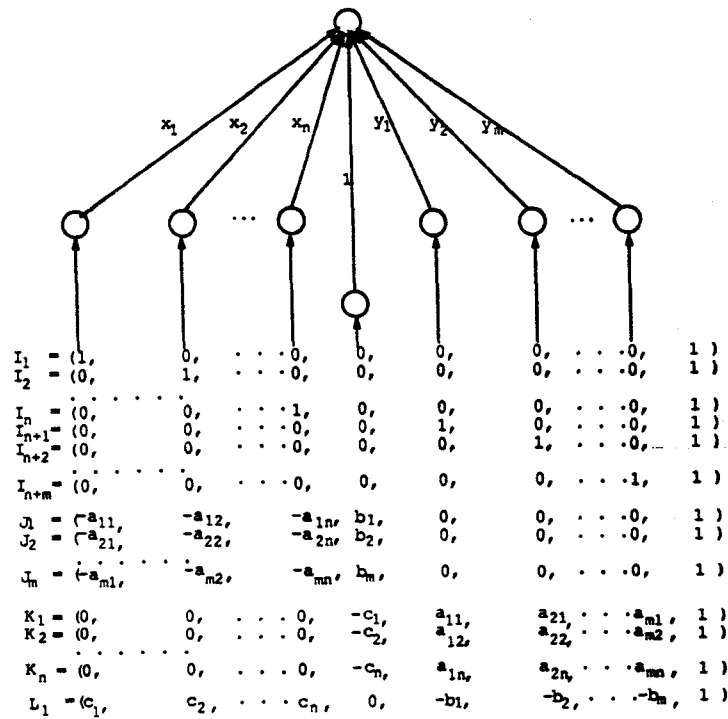 x₁ x₂ xₙ y₁ y₂ yₘ
1
... ...
I₁ = (1, 0, · · · 0, 0, 0, 0, · · · 0, 1 )
I₂ = (0, 1, · · · 0, 0, 0, 0, · · · 0, 1 )
. . . . . . .
Iₙ = (0, 0, · · · 1, 0, 0, 0, · · · 0, 1 )
Iₙ₊₁ = (0, 0, · · · 0, 0, 1, 0, · · · 0, 1 )
Iₙ₊₂ = (0, 0, · · · 0, 0, 0, 1, · · · 0, 1 )
. . . . . . .
Iₙ₊ₘ = (0, 0, · · · 0, 0, 0, 0, · · · 1, 1 )
J₁ = (-a₁₁, -a₁₂, -a₁ₙ, b₁, 0, 0, · · · 0, 1 )
J₂ = (-a₂₁, -a₂₂, -a₂ₙ, b₂, 0, 0, · · · 0, 1 )
. . . . . . .
Jₘ = (-aₘ₁, -aₘ₂, -aₘₙ, bₘ, 0, 0, · · · 0, 1 )
K₁ = (0, 0, · · · 0, -c₁, a₁₁, a₂₁, · · · aₘ₁, 1 )
K₂ = (0, 0, · · · 0, -c₂, a₁₂, a₂₂, · · · aₘ₂, 1 )
. . . . . . .
Kₙ = (0, 0, · · · 0, -cₙ, a₁ₙ, a₂ₙ, · · · aₘₙ, 1 )
L₁ = (c₁, c₂, · · · cₙ, 0, -b₁, -b₂, · · · -bₘ, 1 )